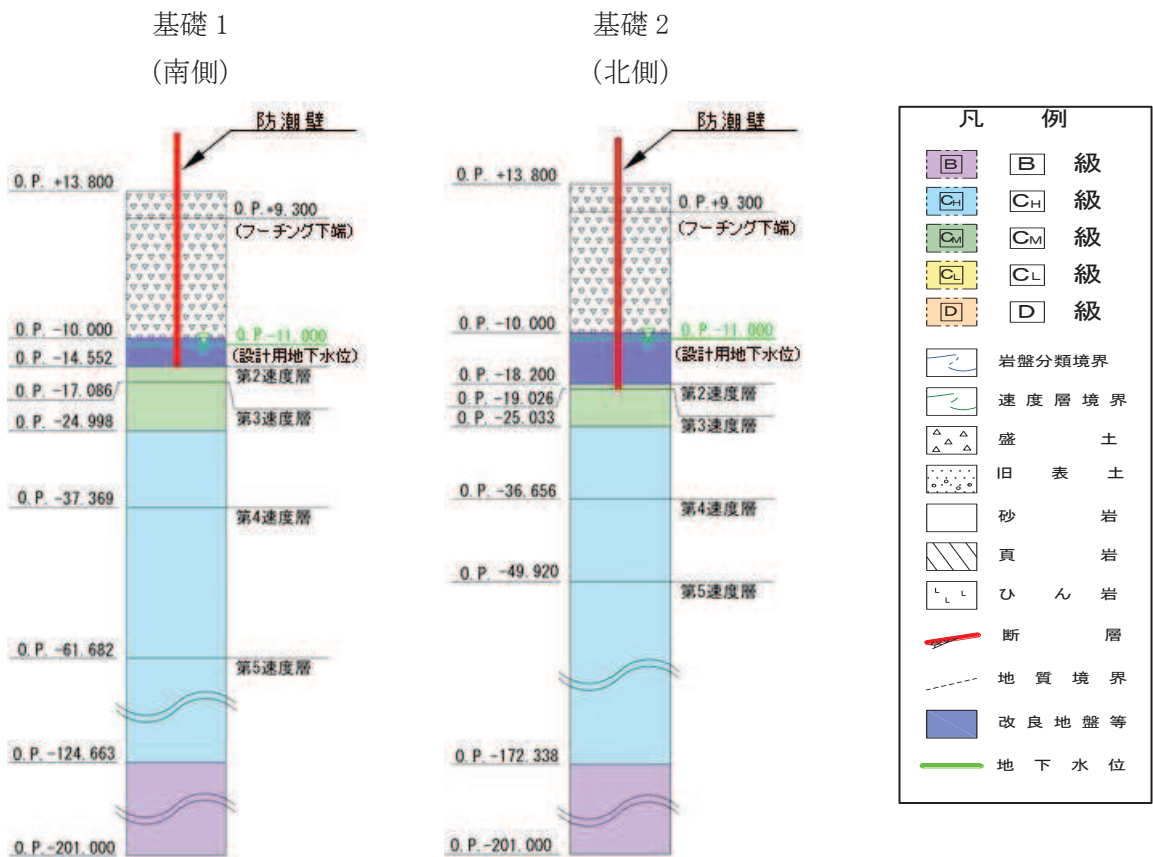 基礎 1
(南側)
防潮壁
O.P. +13.800
O.P.+9.300
(フーチング下端)
O.P. -10.000
O.P.-11.000
(設計用地下水位)
O.P. -14.552
第2速度層
O.P. -17.086
第3速度層
O.P. -24.998
O.P. -37.369
第4速度層
O.P. -61.682
第5速度層
O.P. -124.663
O.P.-201.000
基礎 2
(北側)
防潮壁
O.P. +13.800
O.P.+9.300
(フーチング下端)
O.P. -10.000
O.P.-11.000
(設計用地下水位)
O.P. -18.200
第2速度層
O.P. -19.026
第3速度層
O.P. -25.033
O.P. -36.656
第4速度層
O.P. -49.920
第5速度層
O.P. -172.338
O.P.-201.000
凡 例
B B 級
CH CH 級
CM CM 級
CL CL 級
D D 級
岩盤分類境界
速度層境界
盛 土
旧 表 土
砂 岩
頁 岩
ひ ん 岩
断 層
地 質 境 界
改 良 地 盤 等
地 下 水 位